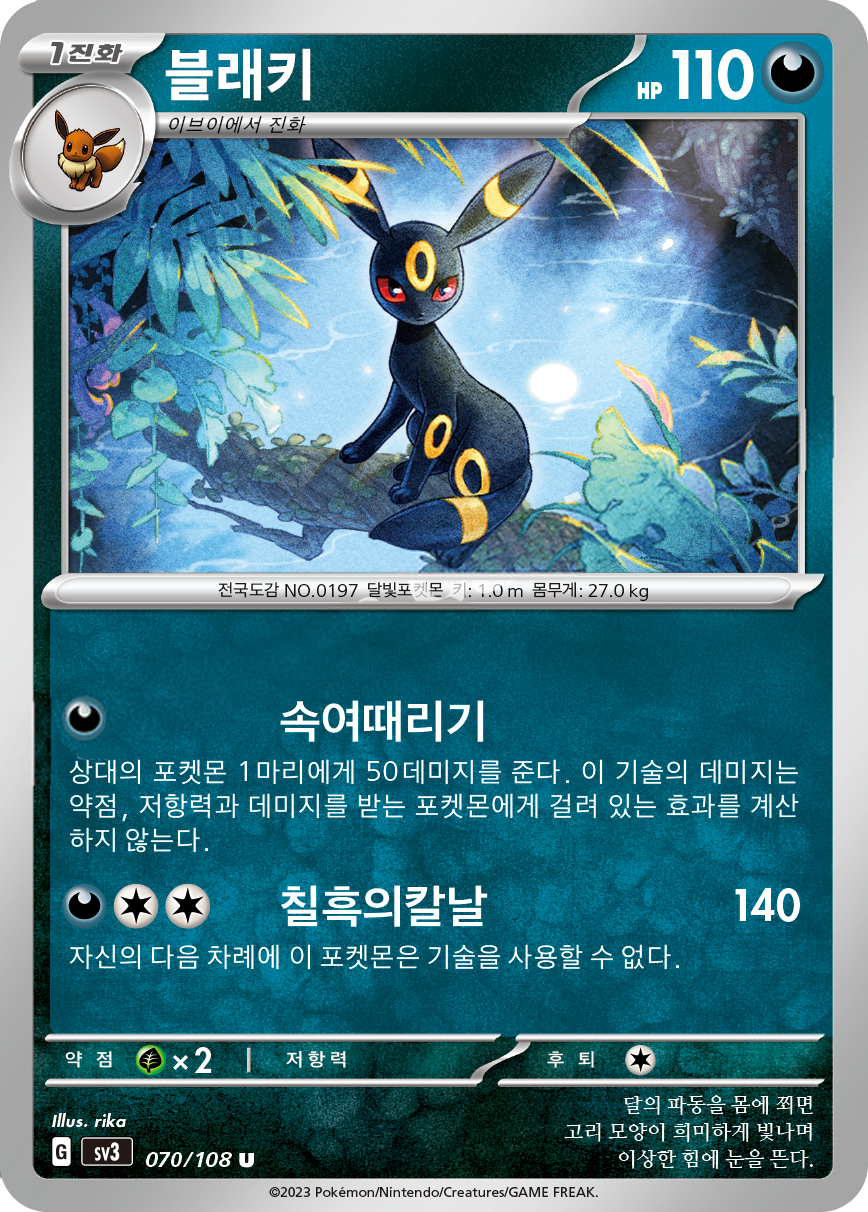 1진화
블래키
HP 110
이브이에서 진화
전국도감 NO.0197 달빛포켓몬 키: 1.0 m 몸무게: 27.0 kg
속여때리기
상대의 포켓몬 1마리에게 50데미지를 준다. 이 기술의 데미지는
약점, 저항력과 데미지를 받는 포켓몬에게 걸려 있는 효과를 계산
하지 않는다.
칠흑의칼날 140
자신의 다음 차례에 이 포켓몬은 기술을 사용할 수 없다.
약점 ×2 저항력 후퇴
달의 파동을 몸에 쬐면
고리 모양이 희미하게 빛나며
이상한 힘에 눈을 뜬다.
Illus. rika
G sv3 070/108 U
©2023 Pokémon/Nintendo/Creatures/GAME FREAK.